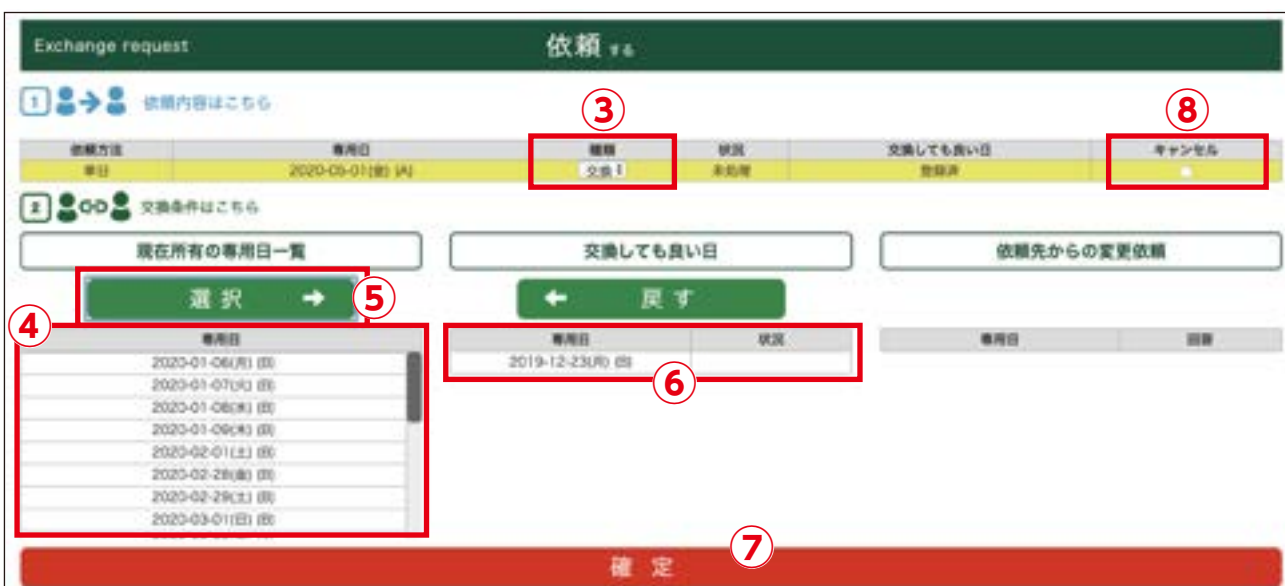 Exchange request 依頼する
1 依頼内容はこちら
③ ⑧
依頼方法 専用日 種類 状況 交換しても良い日 キャンセル
単日 2020-05-01(金) (A) 交換 未処理 登録済
2 交換条件はこちら
現在所有の専用日一覧 交換しても良い日 依頼先からの変更依頼
選択 → ⑤ ← 戻す
④
専用日 専用日 状況 専用日 回答
2020-01-06(月) (B) 2019-12-23(月) (B)
2020-01-07(火) (B) ⑥
2020-01-08(水) (B)
2020-01-09(木) (B)
2020-02-01(土) (B)
2020-02-28(金) (B)
2020-02-29(土) (B)
2020-03-01(日) (B)
確定 ⑦